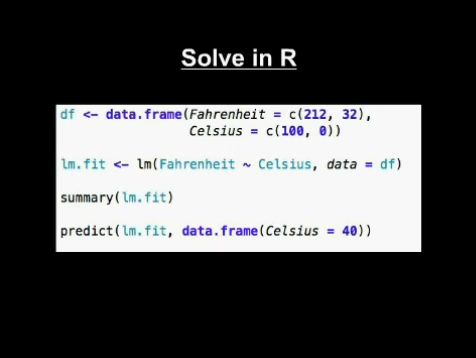 Solve in R
df <- data.frame(Fahrenheit = c(212, 32),
Celsius = c(100, 0))
lm.fit <- lm(Fahrenheit ~ Celsius, data = df)
summary(lm.fit)
predict(lm.fit, data.frame(Celsius = 40))